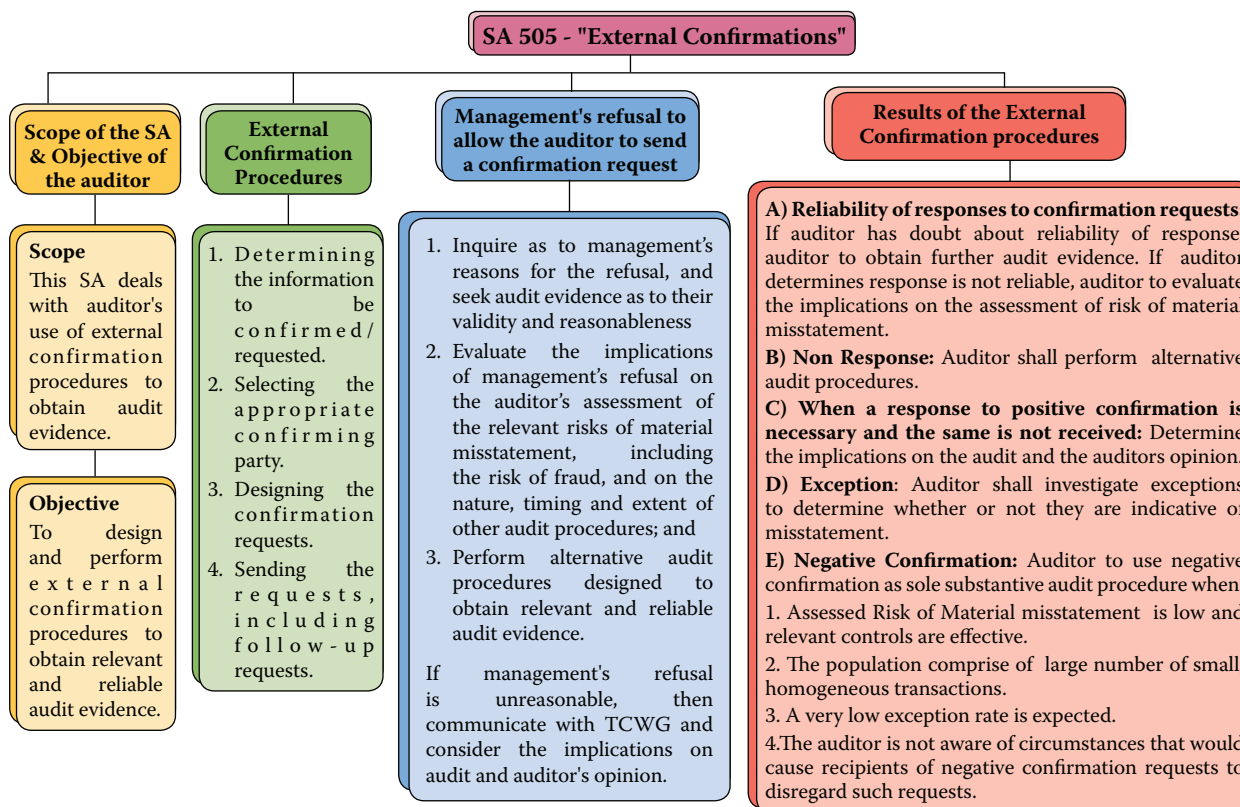 SA 505 - "External Confirmations"
Scope of the SA
& Objective of
the auditor
Scope
This SA deals
with auditor's
use of external
confirmation
procedures to
obtain audit
evidence.
Objective
To design
and perform
external
confirmation
procedures to
obtain relevant
and reliable
audit evidence.
External
Confirmation
Procedures
1. Determining
the information
to be
confirmed/
requested.
2. Selecting the
appropriate
confirming
party.
3. Designing the
confirmation
requests.
4. Sending the
requests,
including
follow-up
requests.
Management's refusal to
allow the auditor to send
a confirmation request
1. Inquire as to management's
reasons for the refusal, and
seek audit evidence as to their
validity and reasonableness
2. Evaluate the implications
of management's refusal on
the auditor's assessment of
the relevant risks of material
misstatement, including
the risk of fraud, and on the
nature, timing and extent of
other audit procedures; and
3. Perform alternative audit
procedures designed to
obtain relevant and reliable
audit evidence.
If management's refusal
is unreasonable, then
communicate with TCWG and
consider the implications on
audit and auditor's opinion.
Results of the External
Confirmation procedures
A) Reliability of responses to confirmation requests:
If auditor has doubt about reliability of response
auditor to obtain further audit evidence. If auditor
determines response is not reliable, auditor to evaluate
the implications on the assessment of risk of material
misstatement.
B) Non Response: Auditor shall perform alternative
audit procedures.
C) When a response to positive confirmation is
necessary and the same is not received: Determine
the implications on the audit and the auditors opinion.
D) Exception: Auditor shall investigate exceptions
to determine whether or not they are indicative of
misstatement.
E) Negative Confirmation: Auditor to use negative
confirmation as sole substantive audit procedure when
1. Assessed Risk of Material misstatement is low and
relevant controls are effective.
2. The population comprise of large number of small
homogeneous transactions.
3. A very low exception rate is expected.
4.The auditor is not aware of circumstances that would
cause recipients of negative confirmation requests to
disregard such requests.